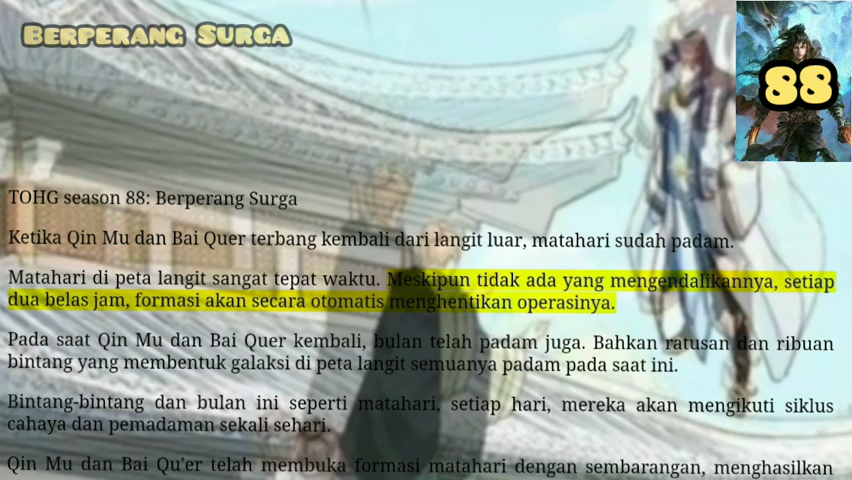 Berperang Surga
88
TOHG season 88: Berperang Surga
Ketika Qin Mu dan Bai Quer terbang kembali dari langit luar, matahari sudah padam.
Matahari di peta langit sangat tepat waktu. Meskipun tidak ada yang mengendalikannya, setiap
dua belas jam, formasi akan secara otomatis menghentikan operasinya.
Pada saat Qin Mu dan Bai Quer kembali, bulan telah padam juga. Bahkan ratusan dan ribuan
bintang yang membentuk galaksi di peta langit semuanya padam pada saat ini.
Bintang-bintang dan bulan ini seperti matahari, setiap hari, mereka akan mengikuti siklus
cahaya dan pemadaman sekali sehari.
Qin Mu dan Bai Qu'er telah membuka formasi matahari dengan sembarangan, menghasilkan